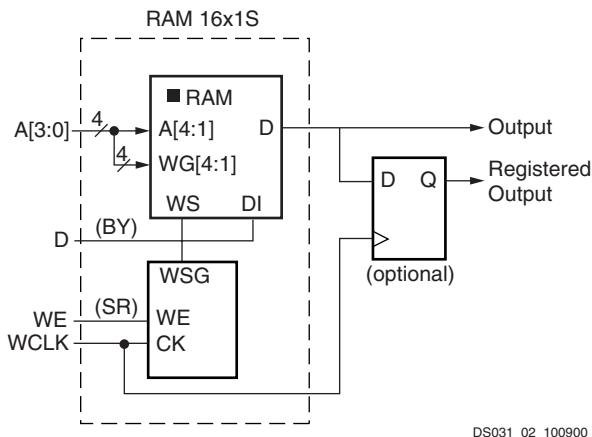 RAM 16x1S
RAM
A[3:0]
4
A[4:1]
D
Output
4
WG[4:1]
D
Q
Registered
Output
WS
DI
D
(BY)
WSG
(optional)
WE
(SR)
WE
WCLK
CK
DS031_02_100900